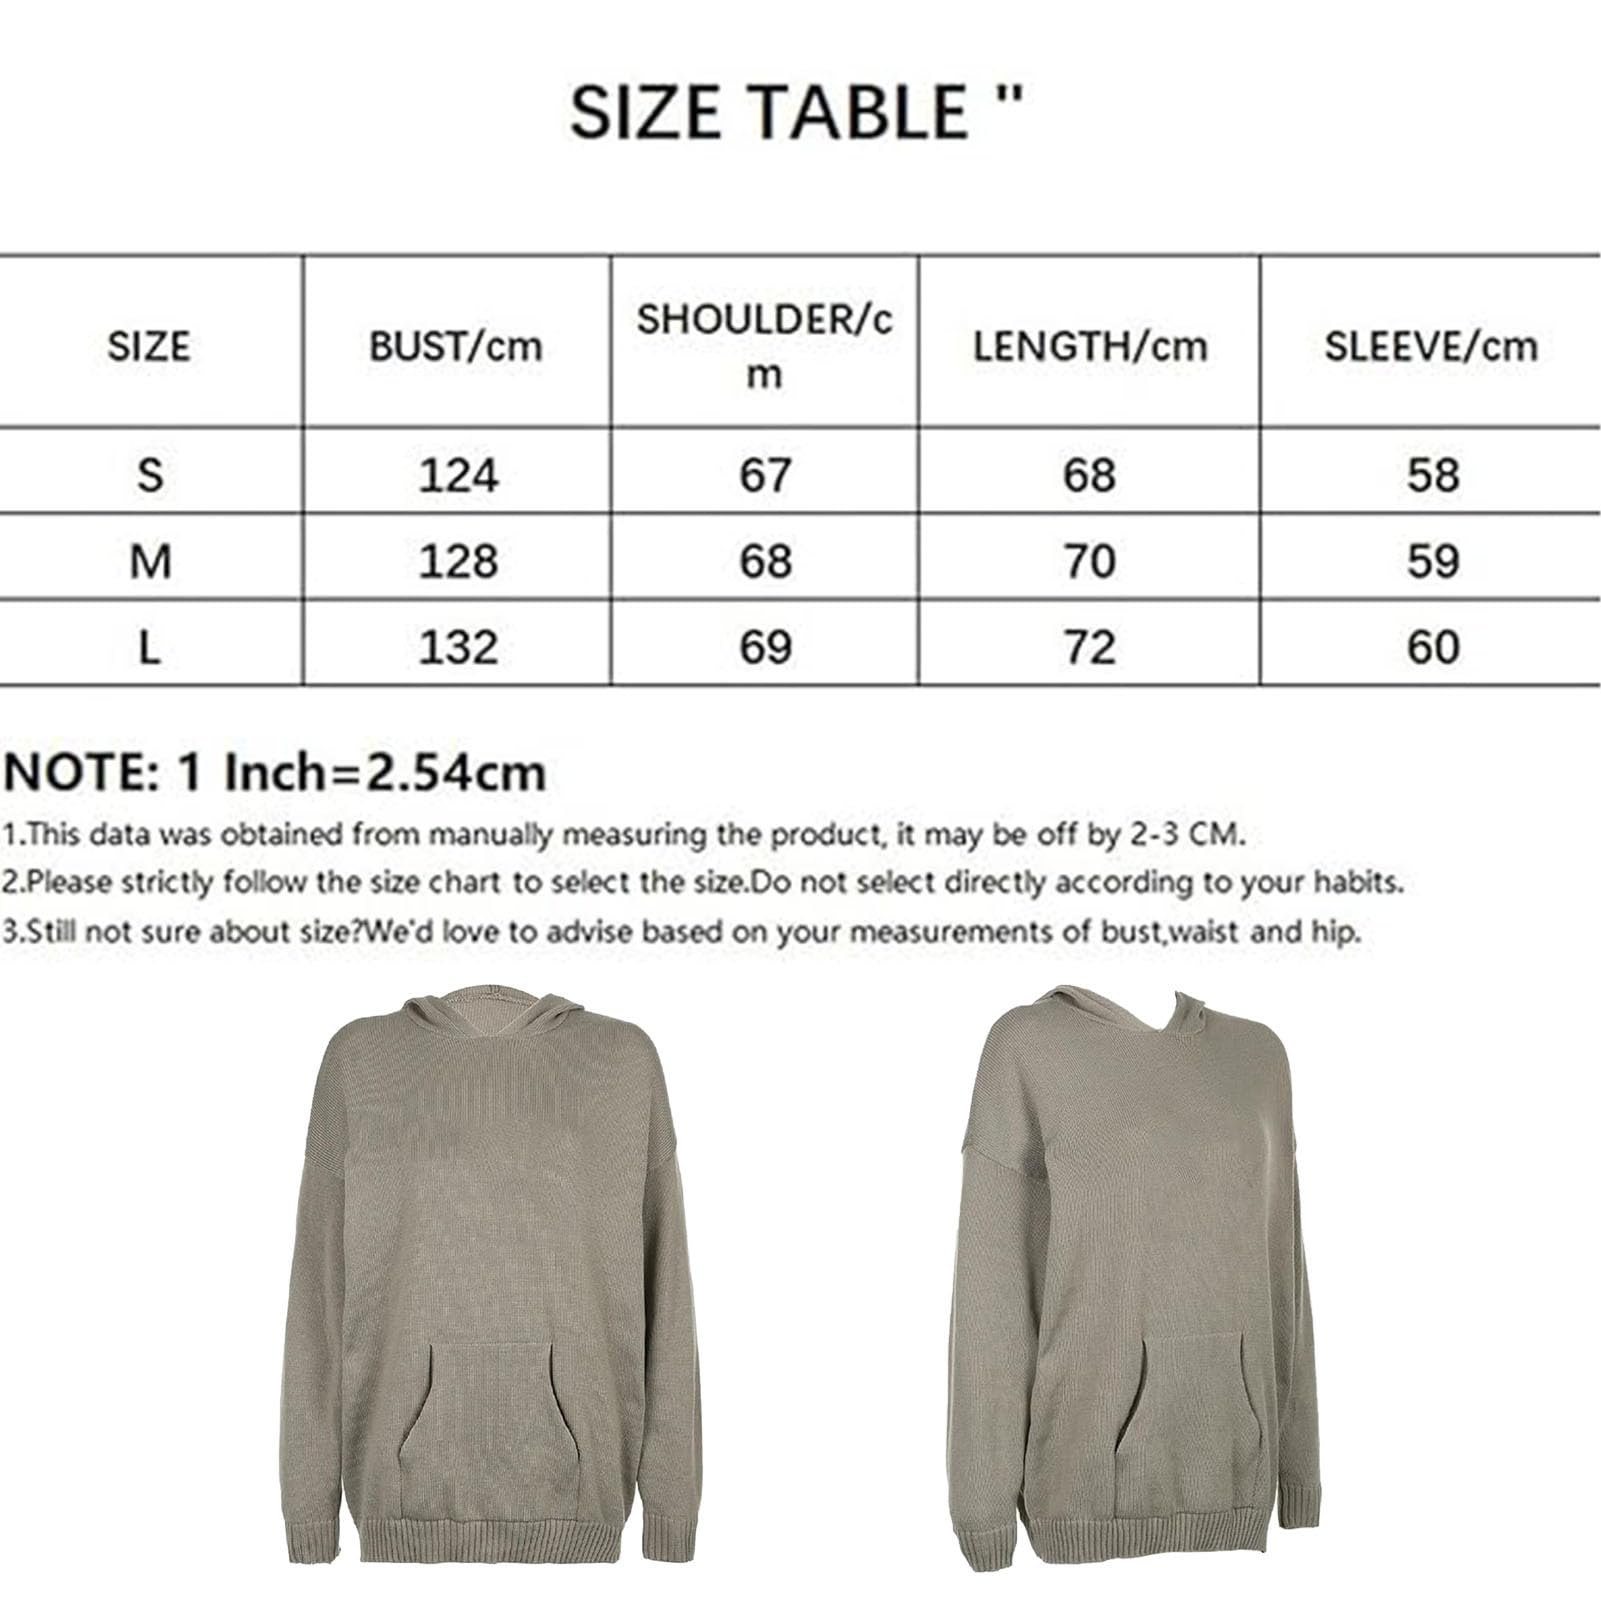 SIZE TABLE "
SIZE BUST/cm SHOULDER/c
m LENGTH/cm SLEEVE/cm
S 124 67 68 58
M 128 68 70 59
L 132 69 72 60
NOTE: 1 Inch=2.54cm
1.This data was obtained from manually measuring the product, it may be off by 2-3 CM.
2.Please strictly follow the size chart to select the size.Do not select directly according to your habits.
3.Still not sure about size?We'd love to advise based on your measurements of bust,waist and hip.